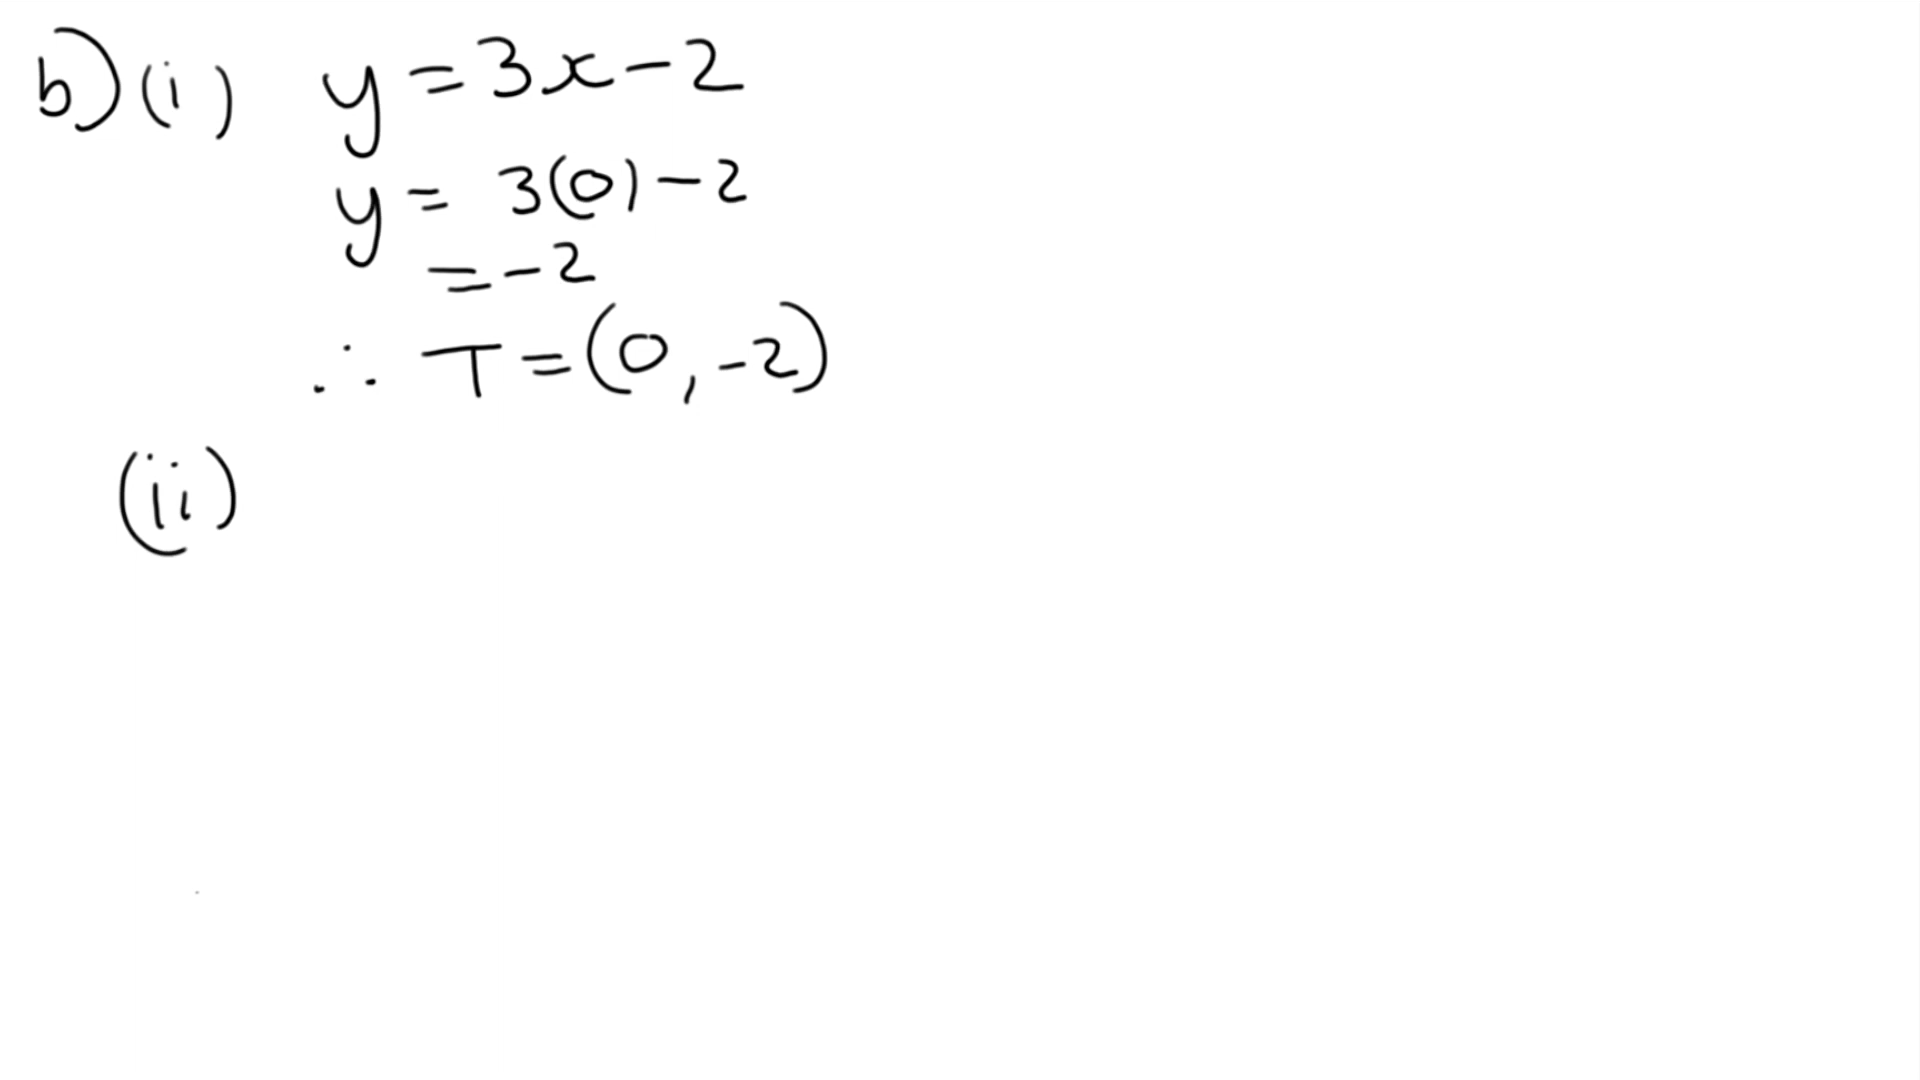 b) (i) y = 3x - 2
y = 3(0) - 2
= -2
∴ T = (0, -2)
(ii)